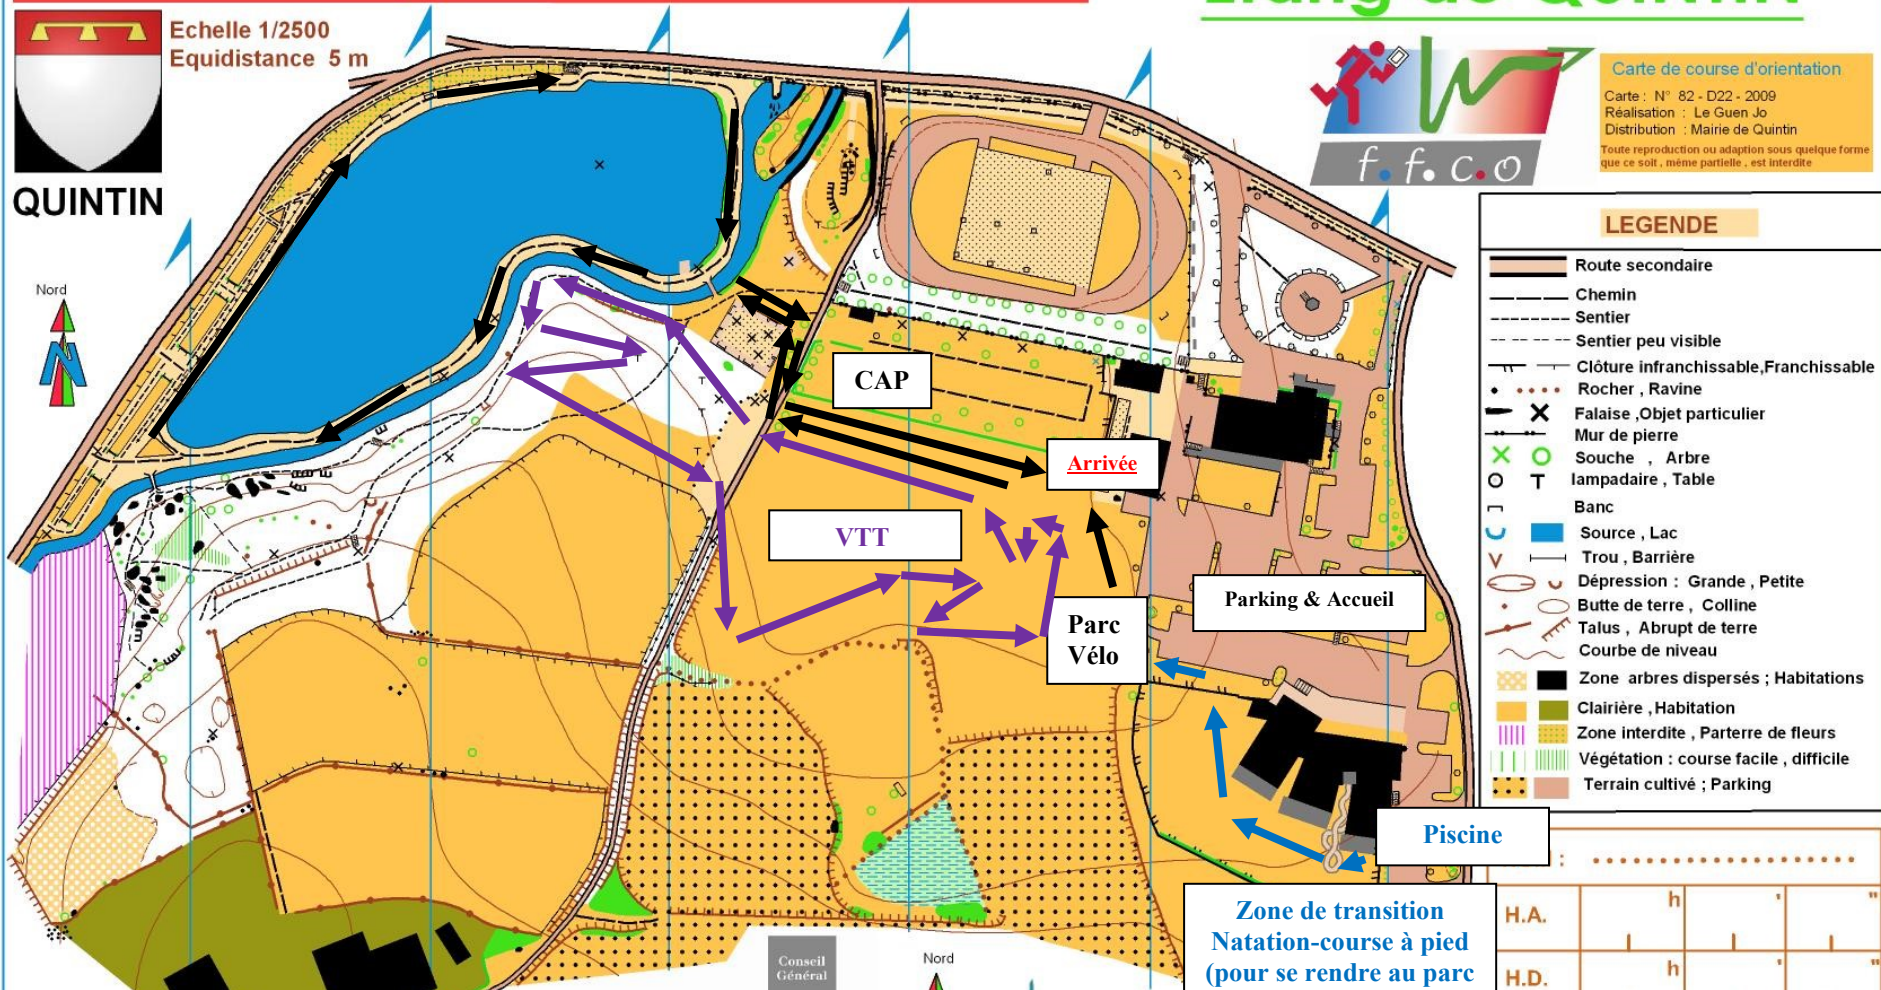 Etang de QUINTIN
Echelle 1/2500
Equidistance 5 m
QUINTIN
f.f.c.o
Carte de course d'orientation
Carte : N° 82 - D22 - 2009
Réalisation : Le Guen Jo
Distribution : Mairie de Quintin
Toute reproduction ou adaption sous quelque forme
que ce soit , même partielle , est interdite
Nord
N
LEGENDE
Route secondaire
Chemin
Sentier
Sentier peu visible
Clôture infranchissable,Franchissable
Rocher , Ravine
Falaise ,Objet particulier
Mur de pierre
Souche , Arbre
lampadaire , Table
Banc
Source , Lac
Trou , Barrière
Dépression : Grande , Petite
Butte de terre , Colline
Talus , Abrupt de terre
Courbe de niveau
Zone arbres dispersés ; Habitations
Clairière , Habitation
Zone interdite , Parterre de fleurs
Végétation : course facile , difficile
Terrain cultivé ; Parking
CAP
Arrivée
VTT
Parking & Accueil
Parc
Vélo
Piscine
Zone de transition
Natation-course à pied
(pour se rendre au parc
Conseil
Général
Nord
:
H.A. h ' "
H.D. h ' "